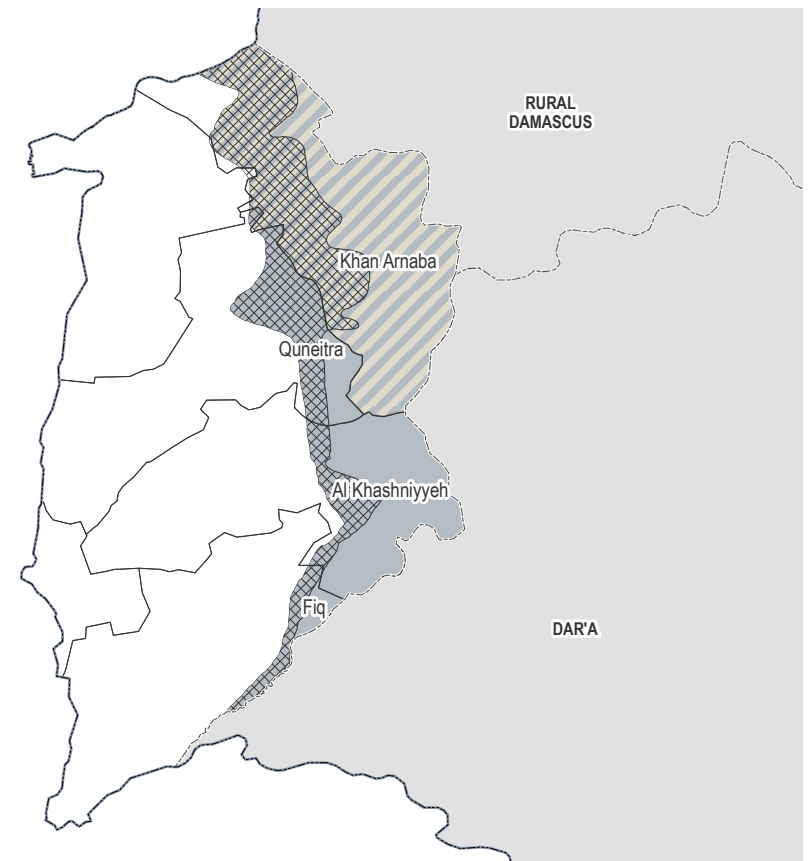 RURAL
DAMASCUS
Khan Arnaba
Quneitra
Al Khashniyyeh
Fiq
DAR'A